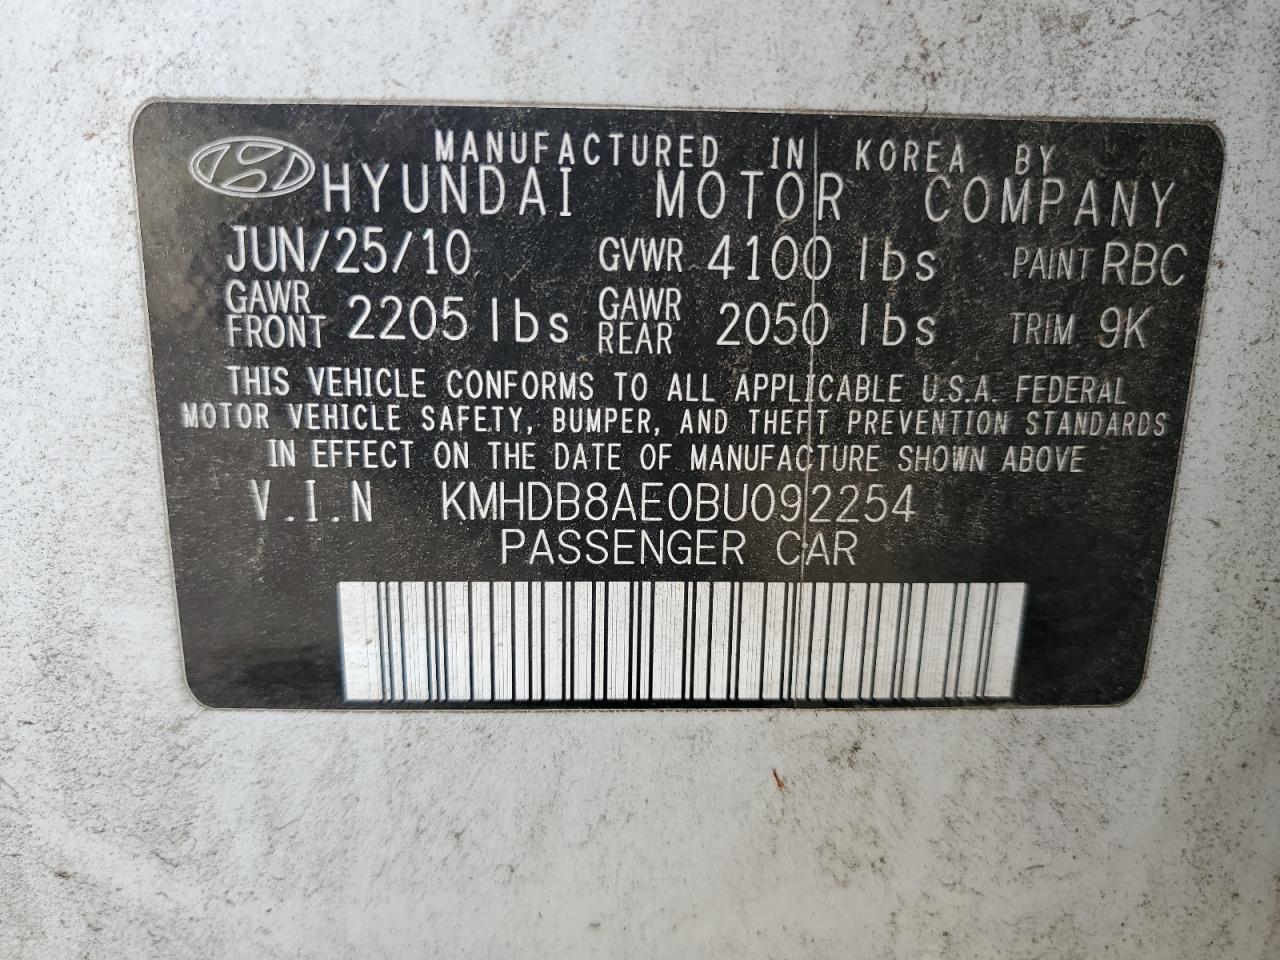 MANUFACTURED IN KOREA BY
HYUNDAI MOTOR COMPANY
JUN/25/10 GVWR 4100 lbs PAINT RBC
GAWR FRONT 2205 lbs GAWR REAR 2050 lbs TRIM 9K
THIS VEHICLE CONFORMS TO ALL APPLICABLE U.S.A. FEDERAL
MOTOR VEHICLE SAFETY, BUMPER, AND THEFT PREVENTION STANDARDS
IN EFFECT ON THE DATE OF MANUFACTURE SHOWN ABOVE
V.I.N KMHDB8AE0BU092254
PASSENGER CAR